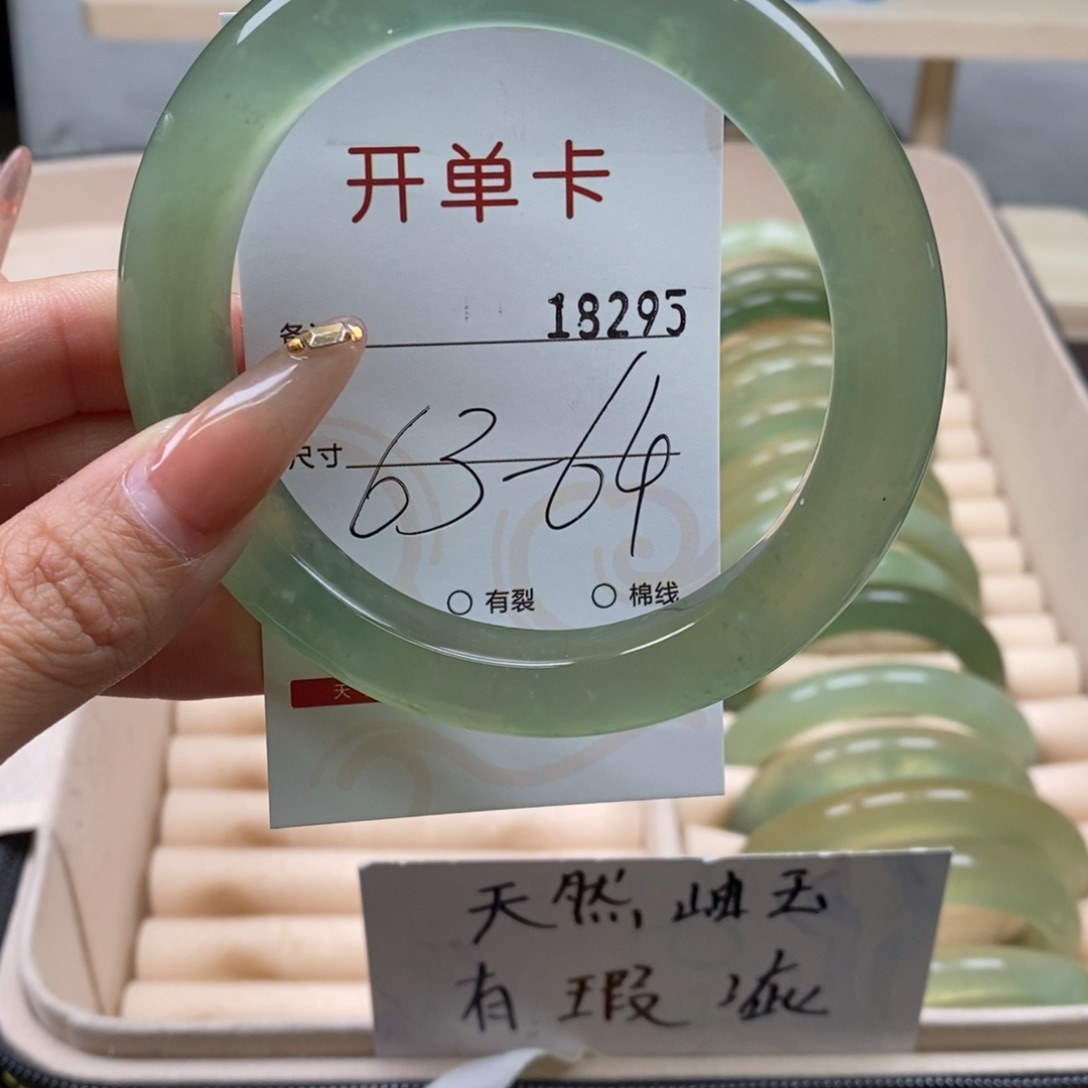 开单卡
18295
尺寸 63-64
○ 有裂 ○ 棉线
天
天然岫玉
有瑕疵